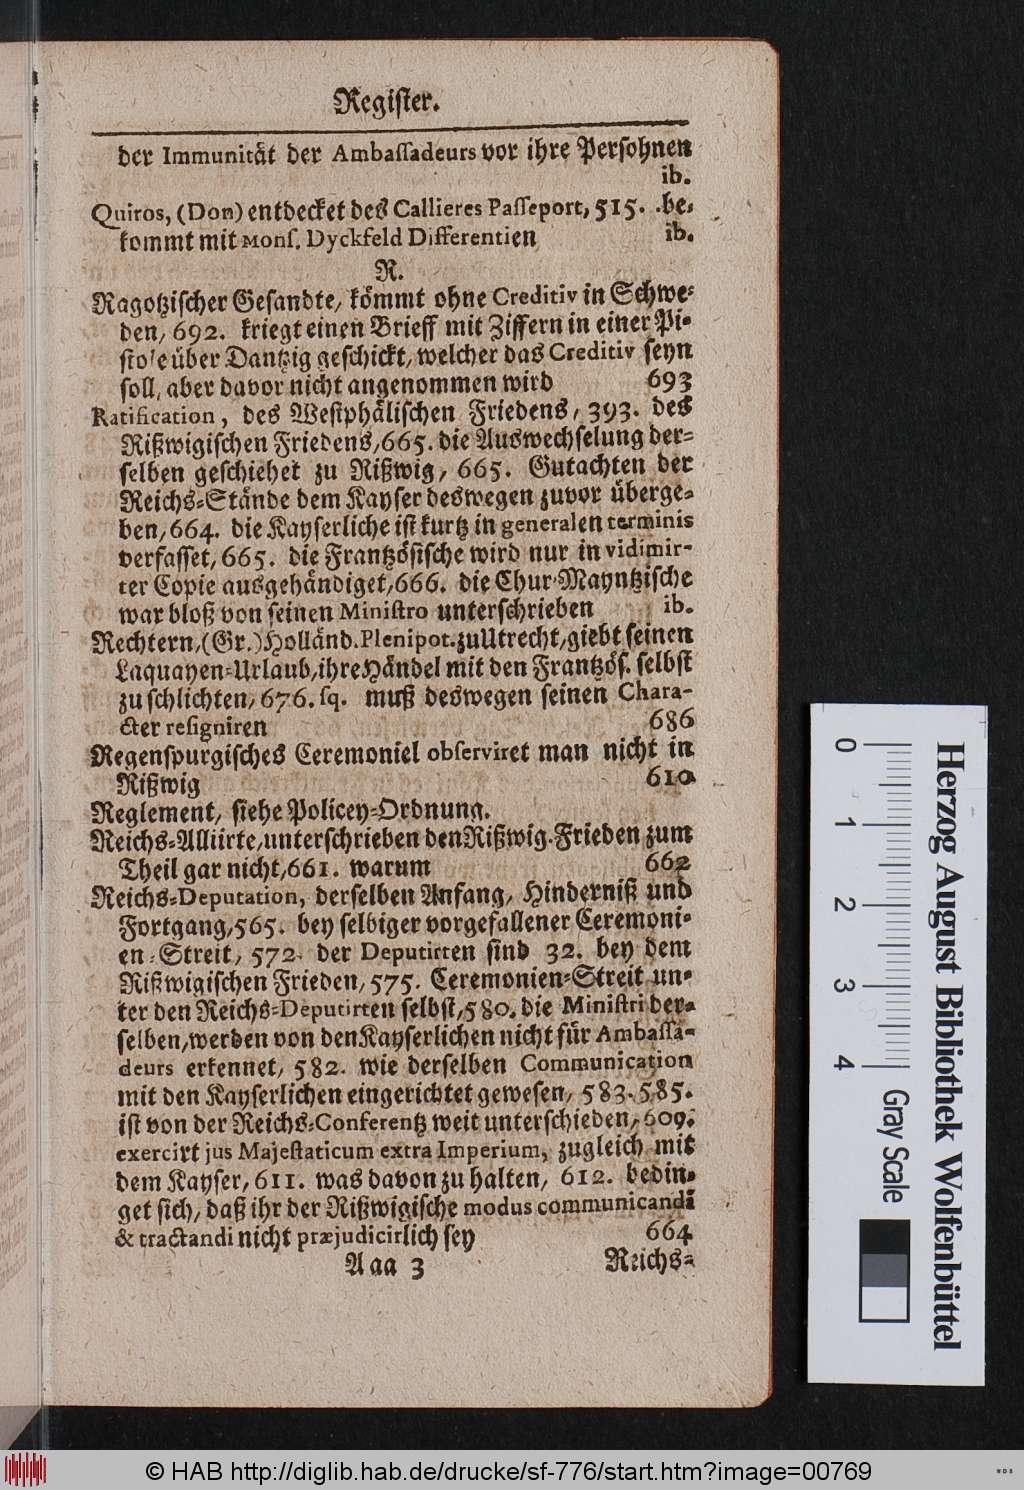 Regiſter.
der Immunität der Ambaſſadeurs vor ihre Perſohnen
ib.
Quiros, (Don) entdecket des Callieres Paſſeport, 515. be-
kommt mit Monſ. Dyckfeld Differentien ib.
R.
Ragotziſcher Geſandte, kömmt ohne Creditiv in Schwe-
den, 692. kriegt einen Brieff mit Ziffern in einer Pi-
ſtole über Dantzig geſchickt, welcher das Creditiv ſeyn
ſoll, aber davor nicht angenommen wird 693
Ratification, des Weſtphäliſchen Friedens, 393. des
Rißwigiſchen Friedens, 665. die Auswechſelung der-
ſelben geſchiehet zu Rißwig, 665. Gutachten der
Reichs-Stände dem Kayſer deswegen zuvor überge-
ben, 664. die Kayſerliche iſt kurtz in generalen terminis
verfaſſet, 665. die Frantzöſiſche wird nur in vidimir-
ter Copie ausgehändiget, 666. die Chur-Mayntziſche
war bloß von ſeinen Miniſtro unterſchrieben ib.
Rechtern, (Gr.) Holländ. Plenipot. zu Utrecht, giebt ſeinen
Laquayen-Urlaub, ihre Händel mit den Frantzöſ. ſelbſt
zu ſchlichten, 676. ſq. muß deswegen ſeinen Chara-
cter reſigniren 686
Regenſpurgiſches Ceremoniel obſerviret man nicht in
Rißwig 610
Reglement, ſiehe Policey-Ordnung.
Reichs-Alliirte, unterſchrieben den Rißwig. Frieden zum
Theil gar nicht, 661. warum 662
Reichs-Deputation, derſelben Anfang, Hinderniß und
Fortgang, 565. bey ſelbiger vorgefallener Ceremoni-
en-Streit, 572. der Deputirten ſind 32. bey dem
Rißwigiſchen Frieden, 575. Ceremonien-Streit un-
ter den Reichs-Deputirten ſelbſt, 580. die Miniſtri der-
ſelben, werden von den Kayſerlichen nicht für Ambaſſa-
deurs erkennet, 582. wie derſelben Communication
mit den Kayſerlichen eingerichtet geweſen, 583. 585.
iſt von der Reichs-Conferentz weit unterſchieden, 609.
exercirt jus Majeſtaticum extra Imperium, zugleich mit
dem Kayſer, 611. was davon zu halten, 612. bedin-
get ſich, daß ihr der Rißwigiſche modus communicandi
& tractandi nicht præjudicirlich ſey 664
Aaa 3 Reichs-
0 1 2 3 4
Gray Scale
Herzog August Bibliothek Wolfenbüttel
© HAB http://diglib.hab.de/drucke/sf-776/start.htm?image=00769